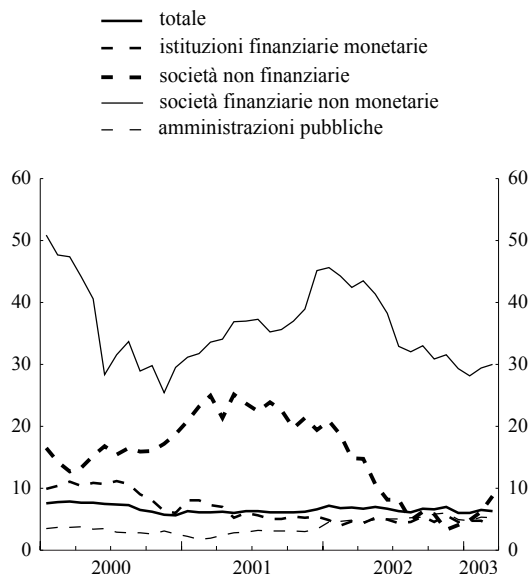 totale
istituzioni finanziarie monetarie
società non finanziarie
società finanziarie non monetarie
amministrazioni pubbliche
60 60
50 50
40 40
30 30
20 20
10 10
0 0
2000 2001 2002 2003